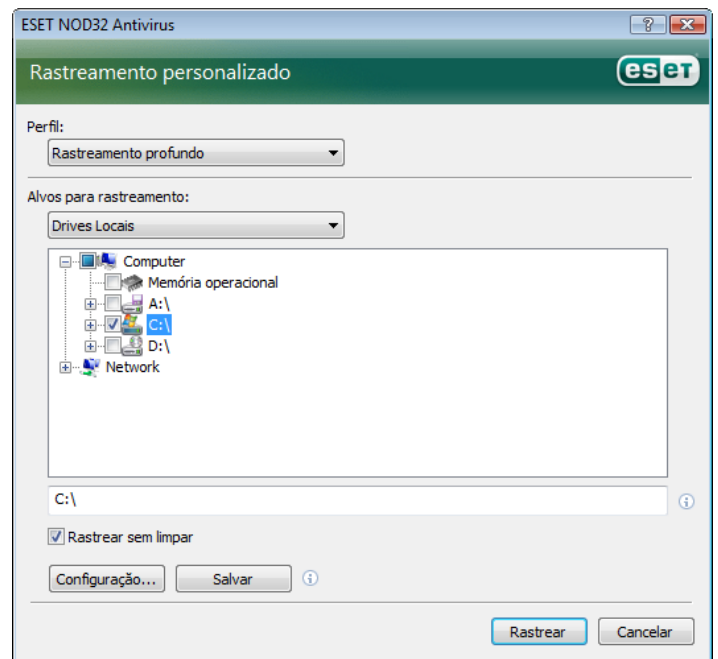 ESET NOD32 Antivirus
Rastreamento personalizado
eseT
Perfil:
Rastreamento profundo
Alvos para rastreamento:
Drives Locais
Computer
Memória operacional
A:\
C:\
D:\
Network
C:\
Rastrear sem limpar
Configuração...
Salvar
Rastrear
Cancelar